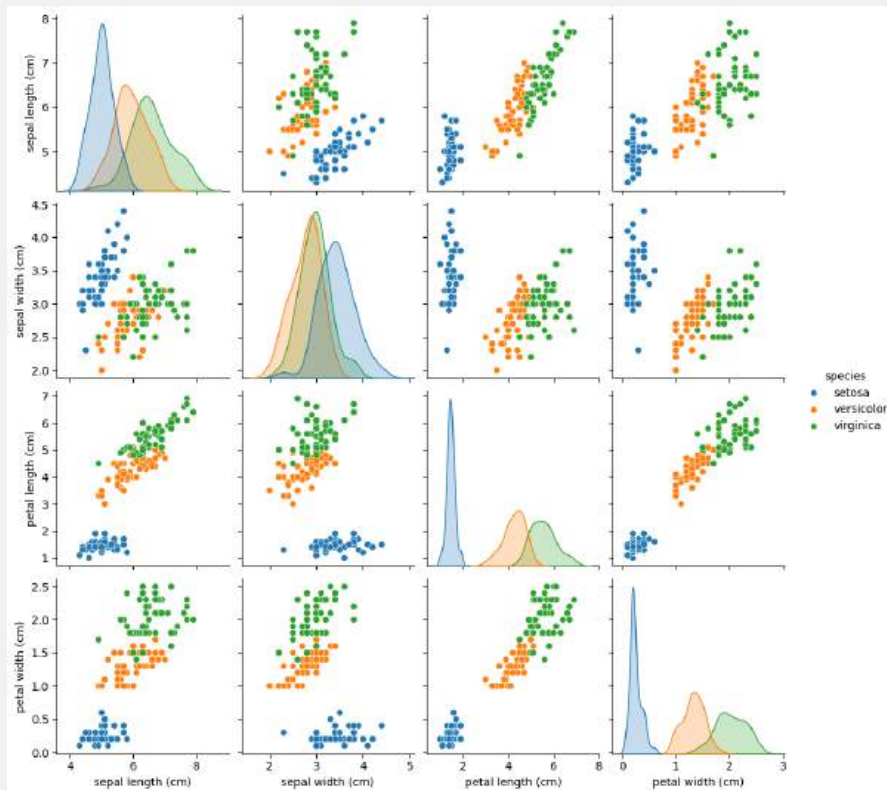 8
7
6
5
sepal length (cm)
4.5
4.0
3.5
3.0
2.5
2.0
sepal width (cm)
species
setosa
versicolor
virginica
7
6
5
4
3
2
1
petal length (cm)
2.5
2.0
1.5
1.0
0.5
0.0
petal width (cm)
4 6 8
2 3 4 5
2 4 6 8
0 1 2 3
sepal length (cm)
sepal width (cm)
petal length (cm)
petal width (cm)